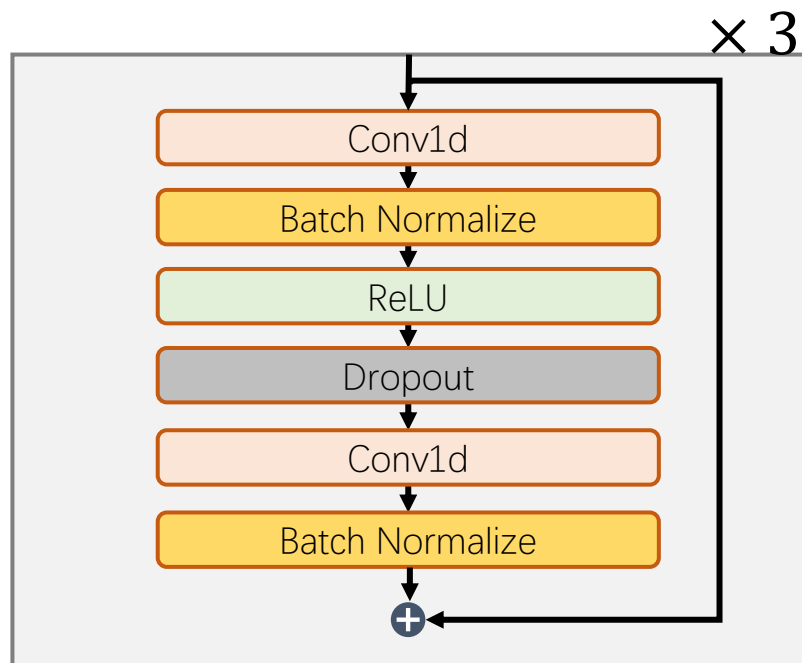 × 3
Conv1d
Batch Normalize
ReLU
Dropout
Conv1d
Batch Normalize